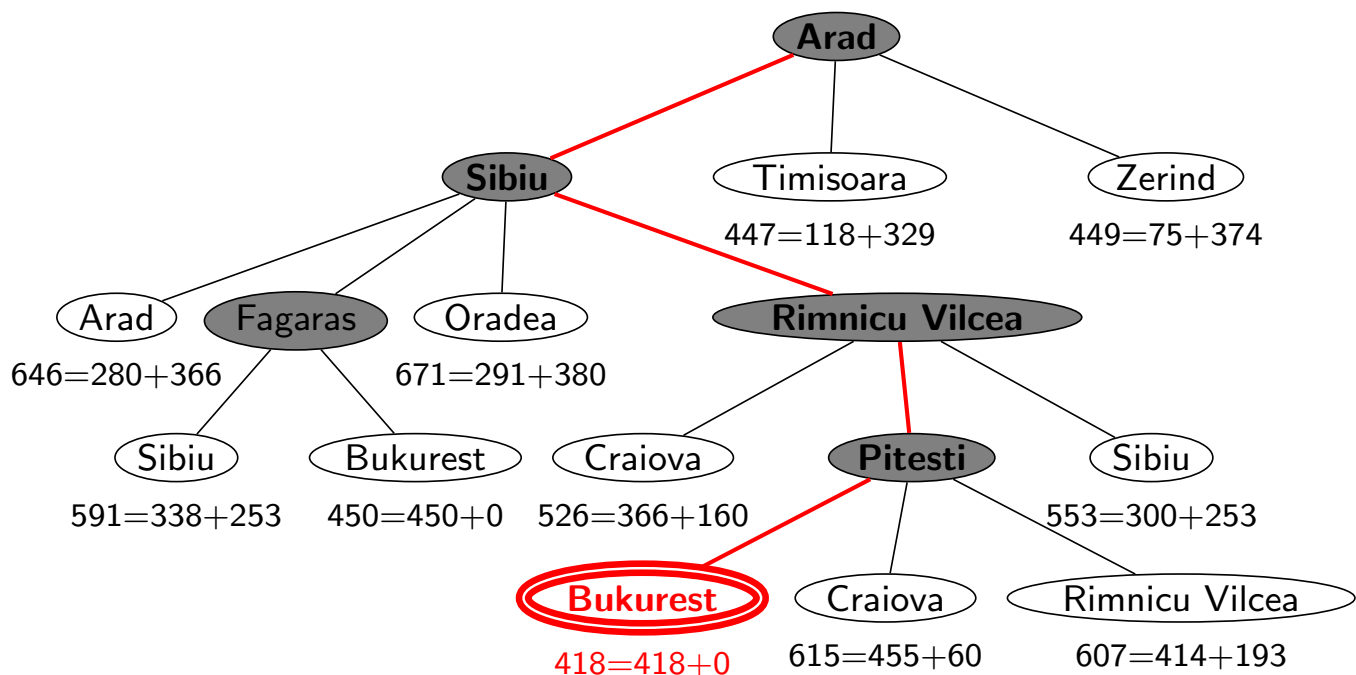 Arad
Sibiu
Timisoara
Zerind
447=118+329
449=75+374
Arad
Fagaras
Oradea
Rimnicu Vilcea
646=280+366
671=291+380
Sibiu
Bukurest
Craiova
Pitesti
Sibiu
591=338+253
450=450+0
526=366+160
553=300+253
Bukurest
Craiova
Rimnicu Vilcea
418=418+0
615=455+60
607=414+193